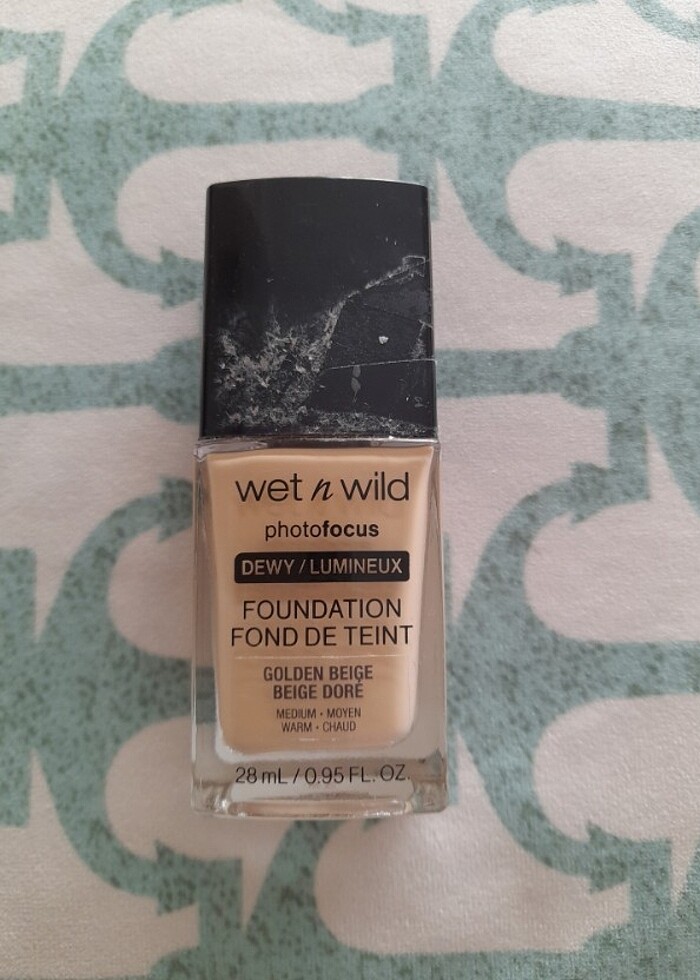 wet n wild
photofocus
DEWY / LUMINEUX
FOUNDATION
FOND DE TEINT
GOLDEN BEIGE
BEIGE DORÉ
MEDIUM • MOYEN
WARM • CHAUD
28 mL / 0.95 FL. OZ.